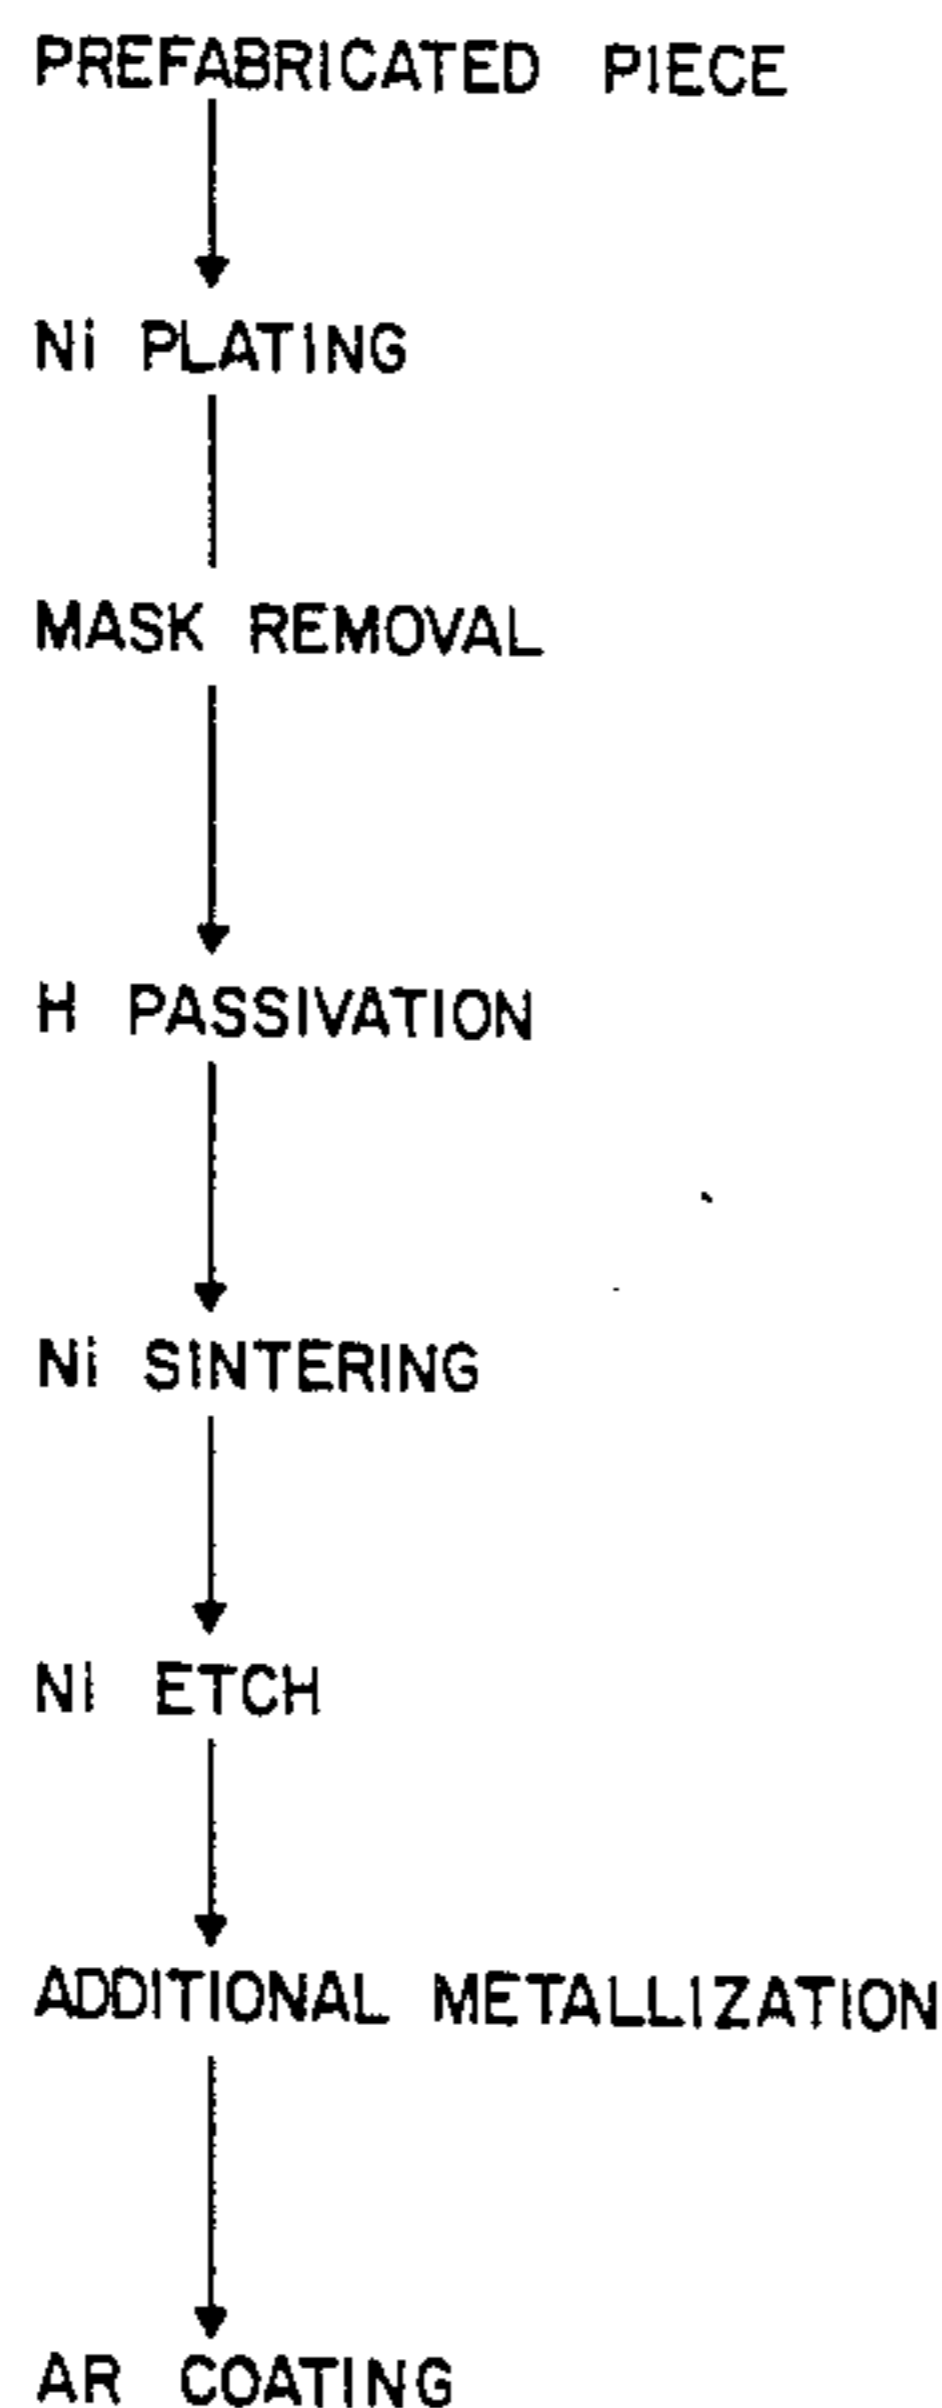 PREFABRICATED PIECE
Ni PLATING
MASK REMOVAL
H PASSIVATION
Ni SINTERING
Ni ETCH
ADDITIONAL METALLIZATION
AR COATING